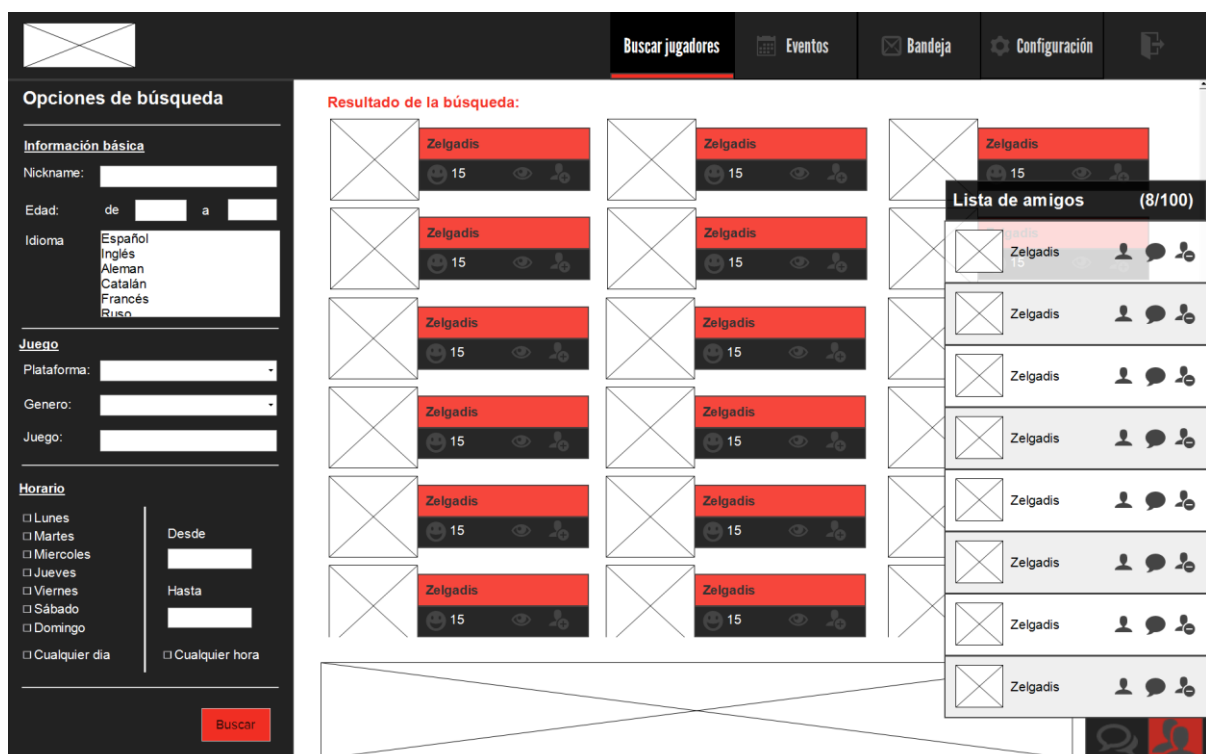 Buscar jugadores
Eventos
Bandeja
Configuración
Opciones de búsqueda
Información básica
Nickname:
Edad: de a
Idioma
Español
Inglés
Aleman
Catalán
Francés
Ruso
Juego
Plataforma:
Genero:
Juego:
Horario
Lunes
Martes
Miercoles
Jueves
Viernes
Sábado
Domingo
Cualquier dia
Desde
Hasta
Cualquier hora
Buscar
Resultado de la búsqueda:
Zelgadis
15
Zelgadis
15
Zelgadis
15
Zelgadis
15
Zelgadis
15
Zelgadis
15
Zelgadis
15
Zelgadis
15
Zelgadis
15
Zelgadis
15
Zelgadis
15
Zelgadis
15
Zelgadis
15
Zelgadis
15
Lista de amigos (8/100)
Zelgadis
Zelgadis
Zelgadis
Zelgadis
Zelgadis
Zelgadis
Zelgadis
Zelgadis